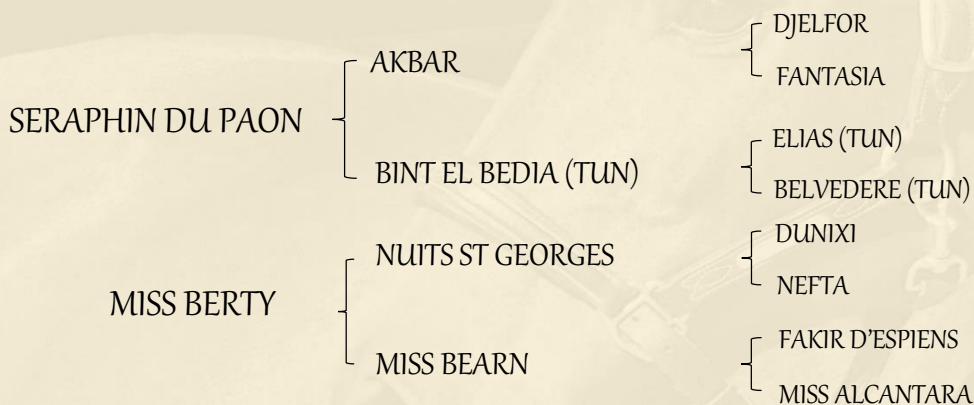 DJELFOR
AKBAR
FANTASIA
SERAPHIN DU PAON
ELIAS (TUN)
BINT EL BEDIA (TUN)
BELVEDERE (TUN)
DUNIXI
NUITS ST GEORGES
NEFTA
MISS BERTY
FAKIR D'ESPIENS
MISS BEARN
MISS ALCANTARA